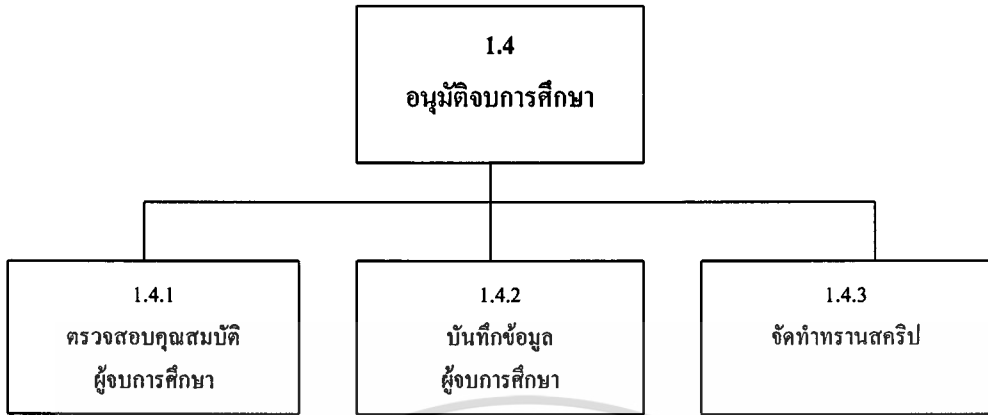 1.4
อนุมัติจบการศึกษา
1.4.1
ตรวจสอบคุณสมบัติ
ผู้จบการศึกษา
1.4.2
บันทึกข้อมูล
ผู้จบการศึกษา
1.4.3
จัดทำทรานสคริป